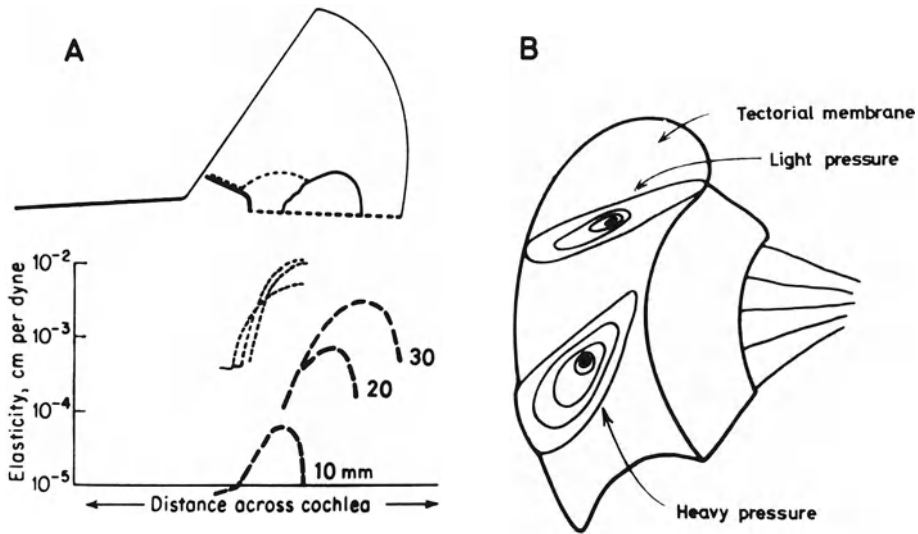 A
Elasticity, cm per dyne
10⁻²
10⁻³
10⁻⁴
10⁻⁵
30
20
10 mm
Distance across cochlea
B
Tectorial membrane
Light pressure
Heavy pressure